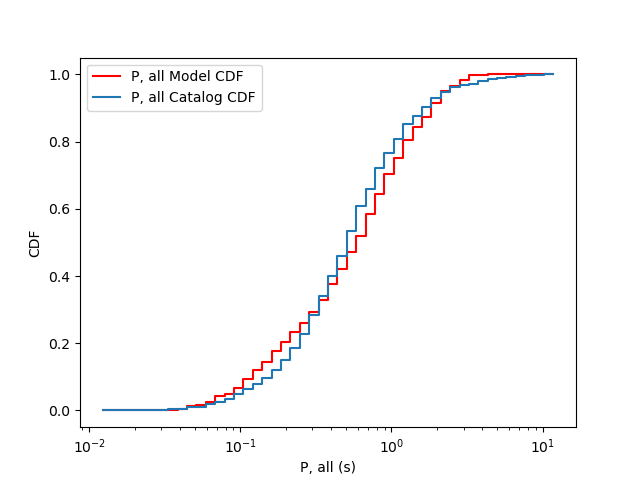 P, all Model CDF
P, all Catalog CDF
CDF
1.0
0.8
0.6
0.4
0.2
0.0
10⁻² 10⁻¹ 10⁰ 10¹
P, all (s)